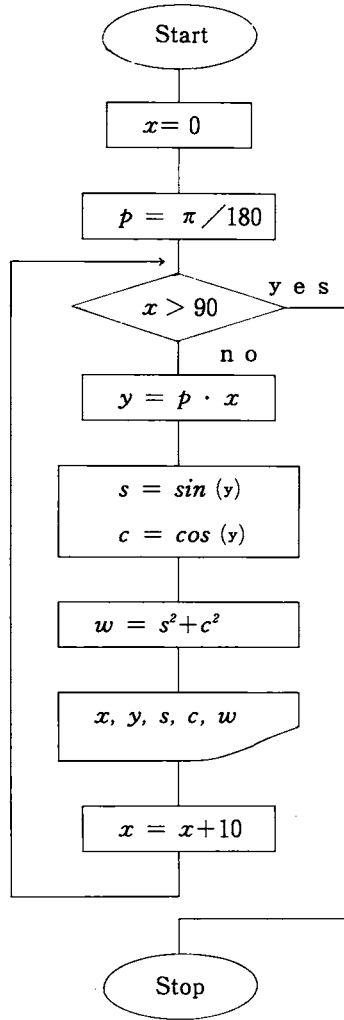 Start
x = 0
p = π／180
x > 90
yes
no
y = p · x
s = sin (y)
c = cos (y)
w = s²+c²
x, y, s, c, w
x = x+10
Stop